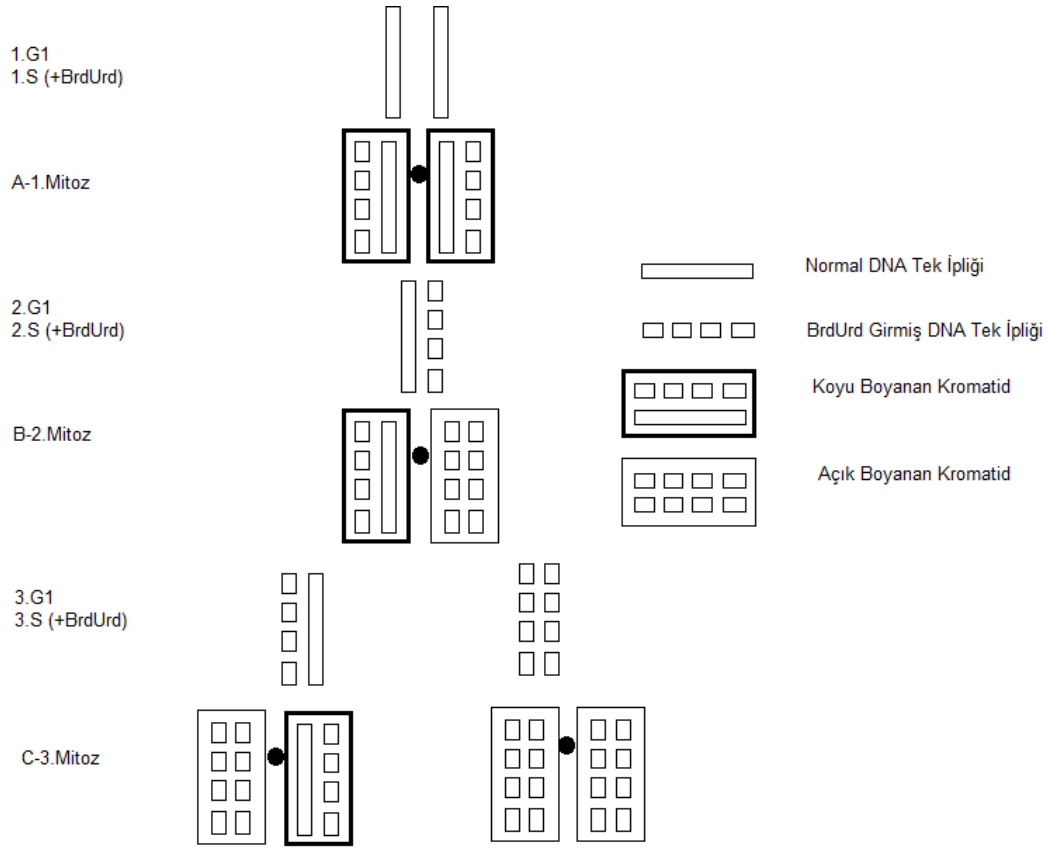 1.G1
1.S (+BrdUrd)
A-1.Mitoz
Normal DNA Tek İpliği
2.G1
2.S (+BrdUrd)
BrdUrd Girmiş DNA Tek İpliği
Koyu Boyanan Kromatid
B-2.Mitoz
Açık Boyanan Kromatid
3.G1
3.S (+BrdUrd)
C-3.Mitoz